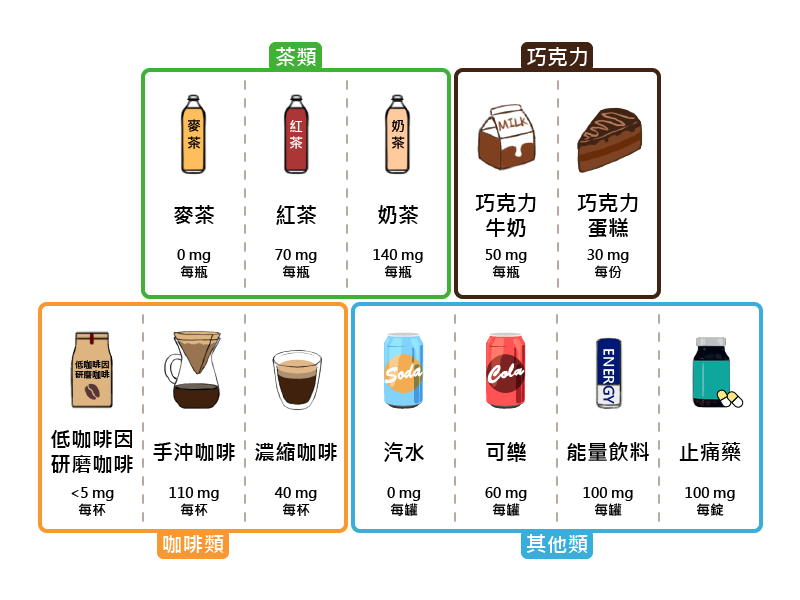 茶類
麥茶
麥茶
0 mg
每瓶
紅茶
紅茶
70 mg
每瓶
奶茶
奶茶
140 mg
每瓶
巧克力
MILK
巧克力
牛奶
50 mg
每瓶
巧克力
蛋糕
30 mg
每份
低咖啡因
研磨咖啡
低咖啡因
研磨咖啡
<5 mg
每杯
手沖咖啡
110 mg
每杯
濃縮咖啡
40 mg
每杯
咖啡類
Soda
汽水
0 mg
每罐
Cola
可樂
60 mg
每罐
ENERGY
能量飲料
100 mg
每罐
止痛藥
100 mg
每錠
其他類